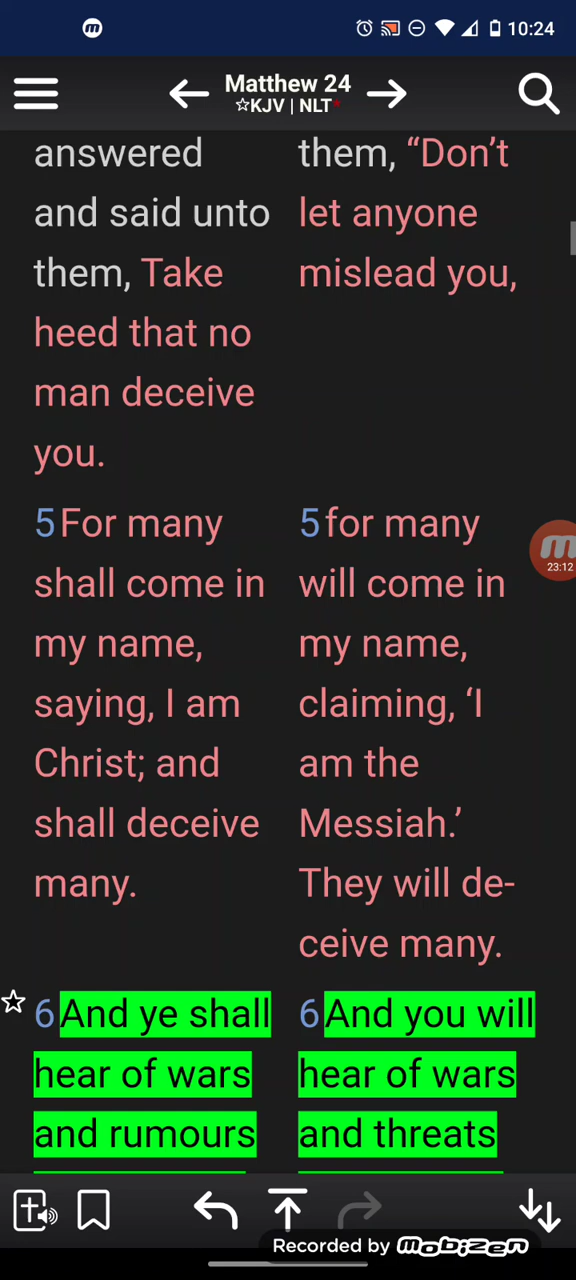 10:24
Matthew 24
☆KJV | NLT*
answered
and said unto
them, Take
heed that no
man deceive
you.
them, “Don’t
let anyone
mislead you,
5 For many
shall come in
my name,
saying, I am
Christ; and
shall deceive
many.
5 for many
will come in
my name,
claiming, ‘I
am the
Messiah.’
They will de-
ceive many.
6 And ye shall
hear of wars
and rumours
6 And you will
hear of wars
and threats
23:12
Recorded by mobizen